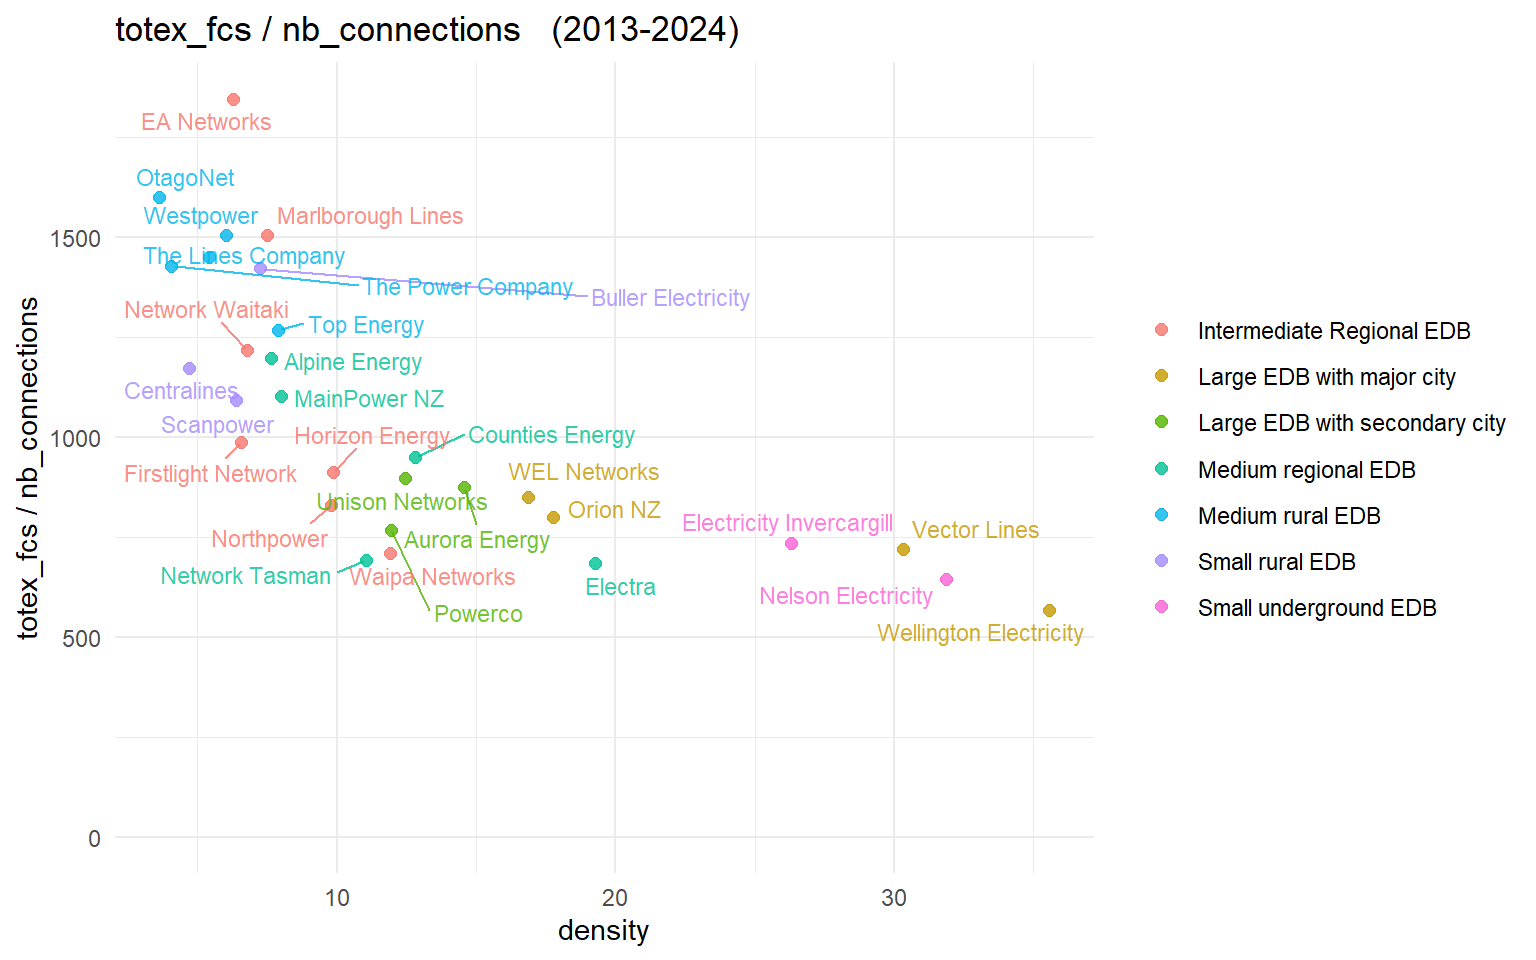 totex_fcs / nb_connections   (2013-2024)
EA Networks
OtagoNet
Westpower
Marlborough Lines
1500
The Lines Company
The Power Company
Buller Electricity
Network Waitaki
Top Energy
Alpine Energy
Centralines
MainPower NZ
Scanpower
Horizon Energy
Counties Energy
1000
Firstlight Network
WEL Networks
Unison Networks
Orion NZ
Electricity Invercargill
Vector Lines
Northpower
Aurora Energy
Network Tasman
Waipa Networks
Electra
Nelson Electricity
Powerco
Wellington Electricity
500
0
totex_fcs / nb_connections
10
20
30
density
Intermediate Regional EDB
Large EDB with major city
Large EDB with secondary city
Medium regional EDB
Medium rural EDB
Small rural EDB
Small underground EDB